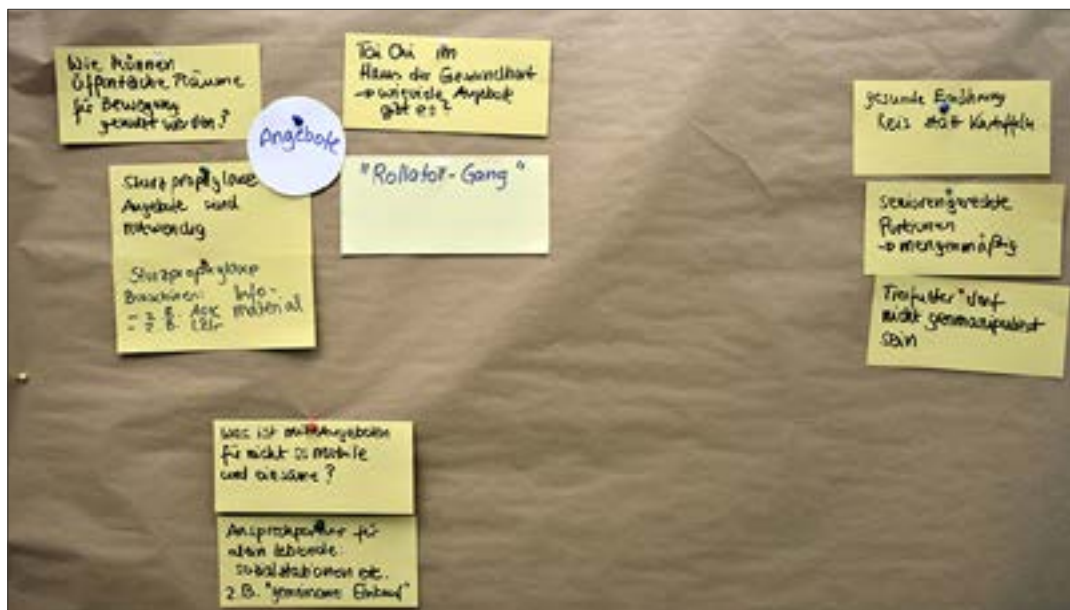 Wie können
öffentliche Räume
für Bewegung
genutzt werden?
Angebote
Tai Chi im
Haus der Gesundheit
→ wieviele Angebote
gibt es?
"Rollator-Gang"
Sturzprophylaxe
Angebote sind
notwendig
Sturzprophylaxe
Broschüren: Info-
- z.B. AOK material
- z.B.
Was ist mit Angeboten
für nicht so mobile
und einsame?
Ansprechpartner für
allein lebende:
Sozialstationen etc.
z.B. "gemeinsame Einkauf"
gesunde Ernährung
Reis statt Kartoffeln
seniorengerechte
Portionen
→ mengenmäßig
Tierfutter darf
nicht genmanipuliert
sein